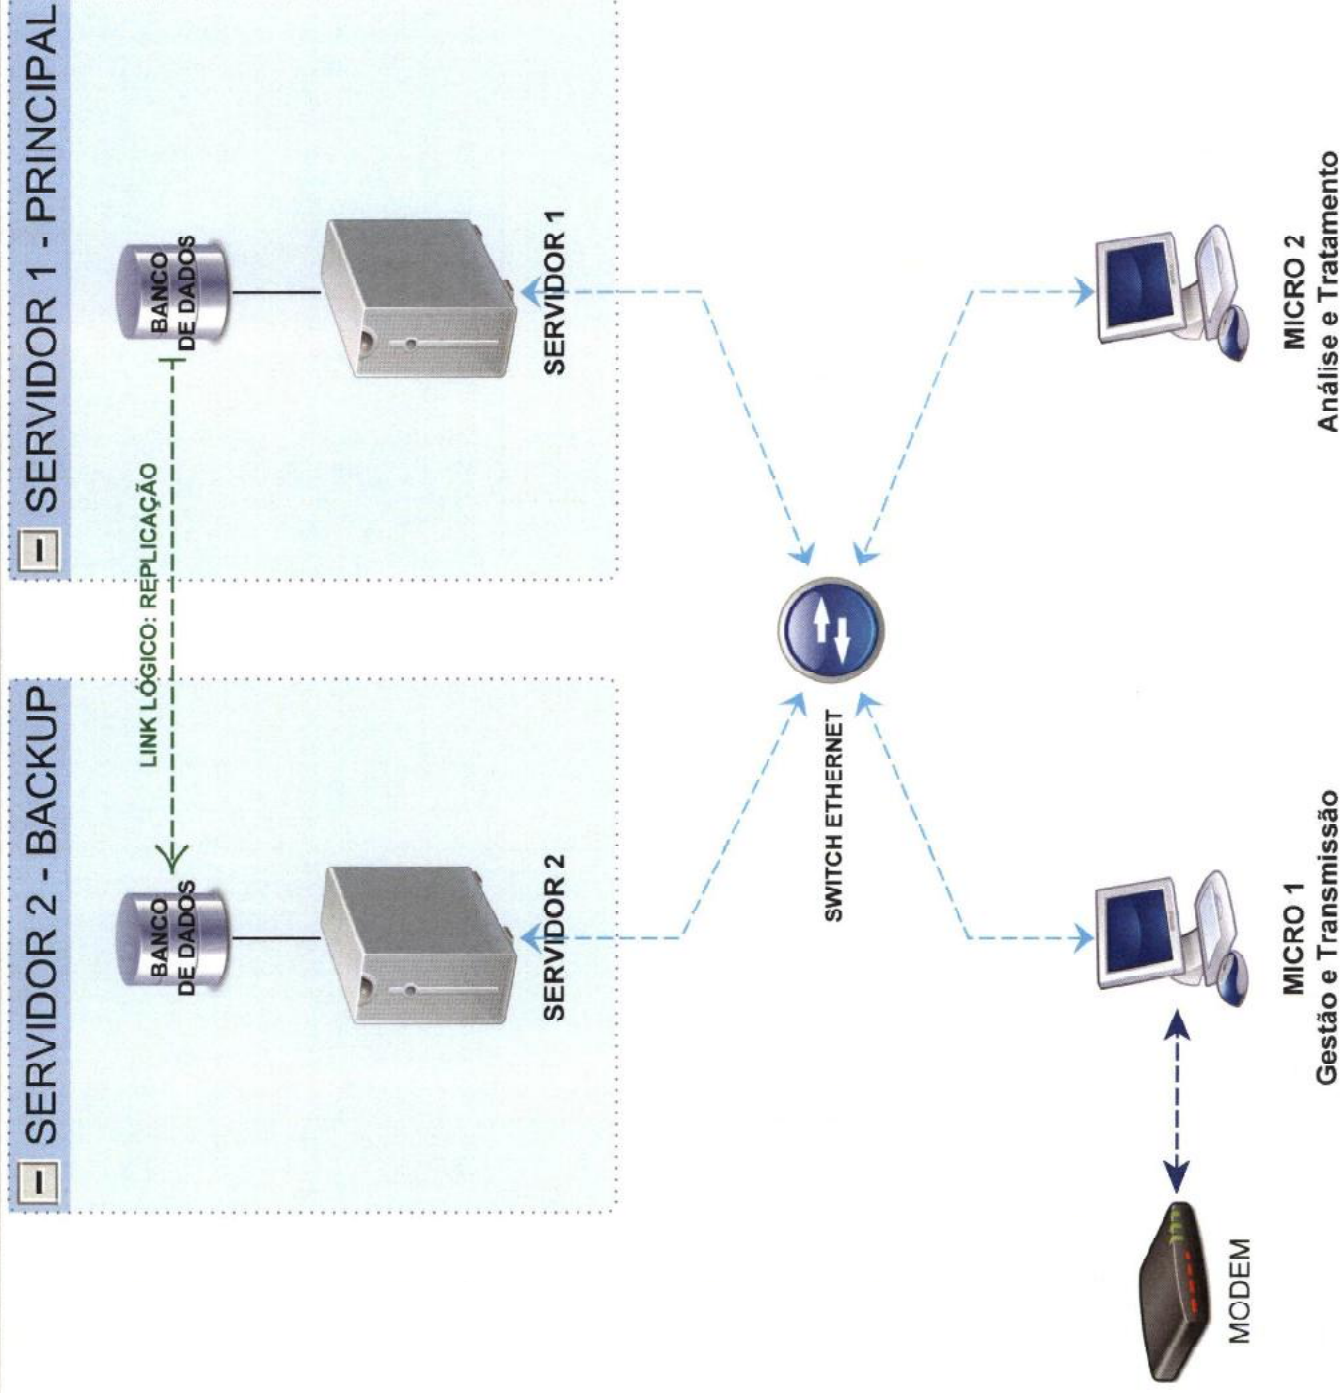 SERVIDOR 2 - BACKUP
SERVIDOR 1 - PRINCIPAL
LINK LÓGICO: REPLICAÇÃO
BANCO
DE DADOS
BANCO
DE DADOS
SERVIDOR 2
SERVIDOR 1
SWITCH ETHERNET
MODEM
MICRO 1
Gestão e Transmissão
MICRO 2
Análise e Tratamento